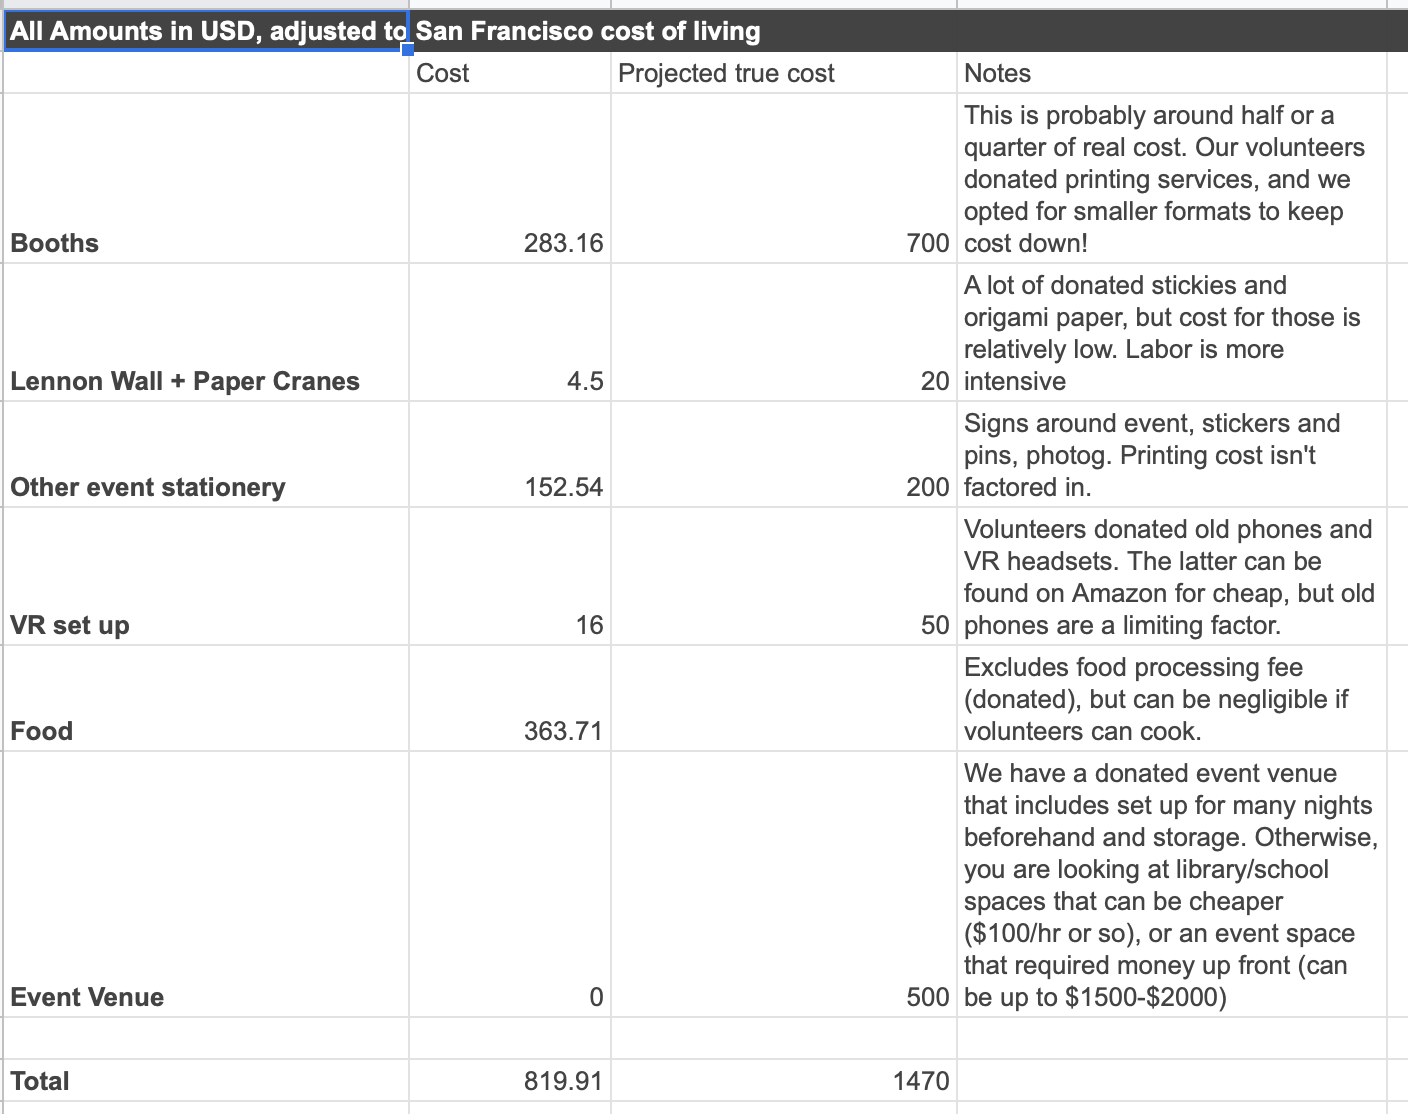 All Amounts in USD, adjusted to San Francisco cost of living
Cost Projected true cost Notes
This is probably around half or a
quarter of real cost. Our volunteers
donated printing services, and we
opted for smaller formats to keep
Booths 283.16 700 cost down!
A lot of donated stickies and
origami paper, but cost for those is
relatively low. Labor is more
Lennon Wall + Paper Cranes 4.5 20 intensive
Signs around event, stickers and
pins, photog. Printing cost isn't
Other event stationery 152.54 200 factored in.
Volunteers donated old phones and
VR headsets. The latter can be
found on Amazon for cheap, but old
VR set up 16 50 phones are a limiting factor.
Excludes food processing fee
(donated), but can be negligible if
Food 363.71 volunteers can cook.
We have a donated event venue
that includes set up for many nights
beforehand and storage. Otherwise,
you are looking at library/school
spaces that can be cheaper
($100/hr or so), or an event space
that required money up front (can
Event Venue 0 500 be up to $1500-$2000)
Total 819.91 1470